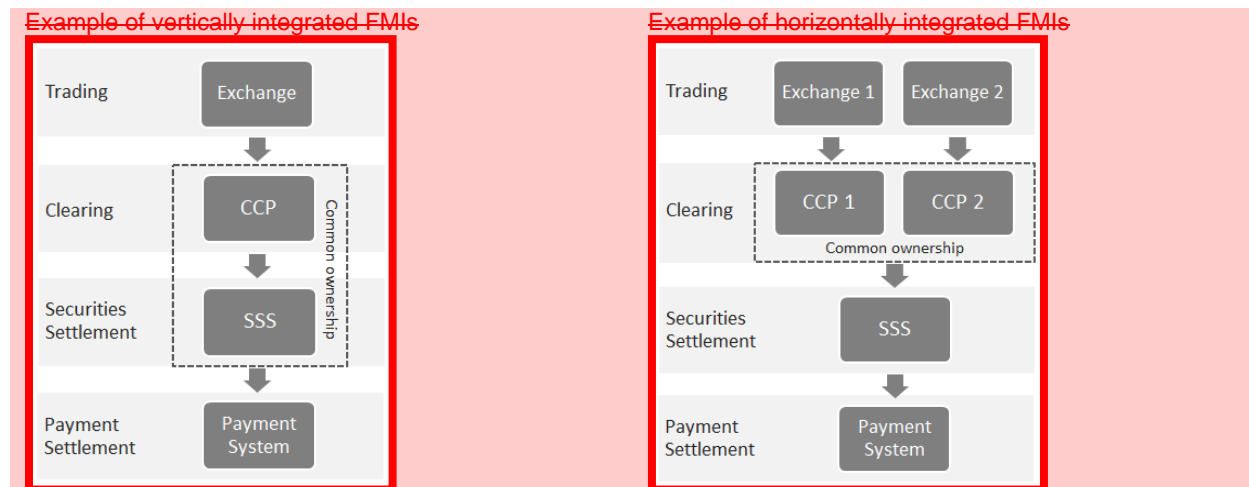 Example of vertically integrated FMIs
Trading
Exchange
Clearing
CCP
Common ownership
Securities
Settlement
SSS
Payment
Settlement
Payment
System
Example of horizontally integrated FMIs
Trading
Exchange 1
Exchange 2
Clearing
CCP 1
CCP 2
Common ownership
Securities
Settlement
SSS
Payment
Settlement
Payment
System